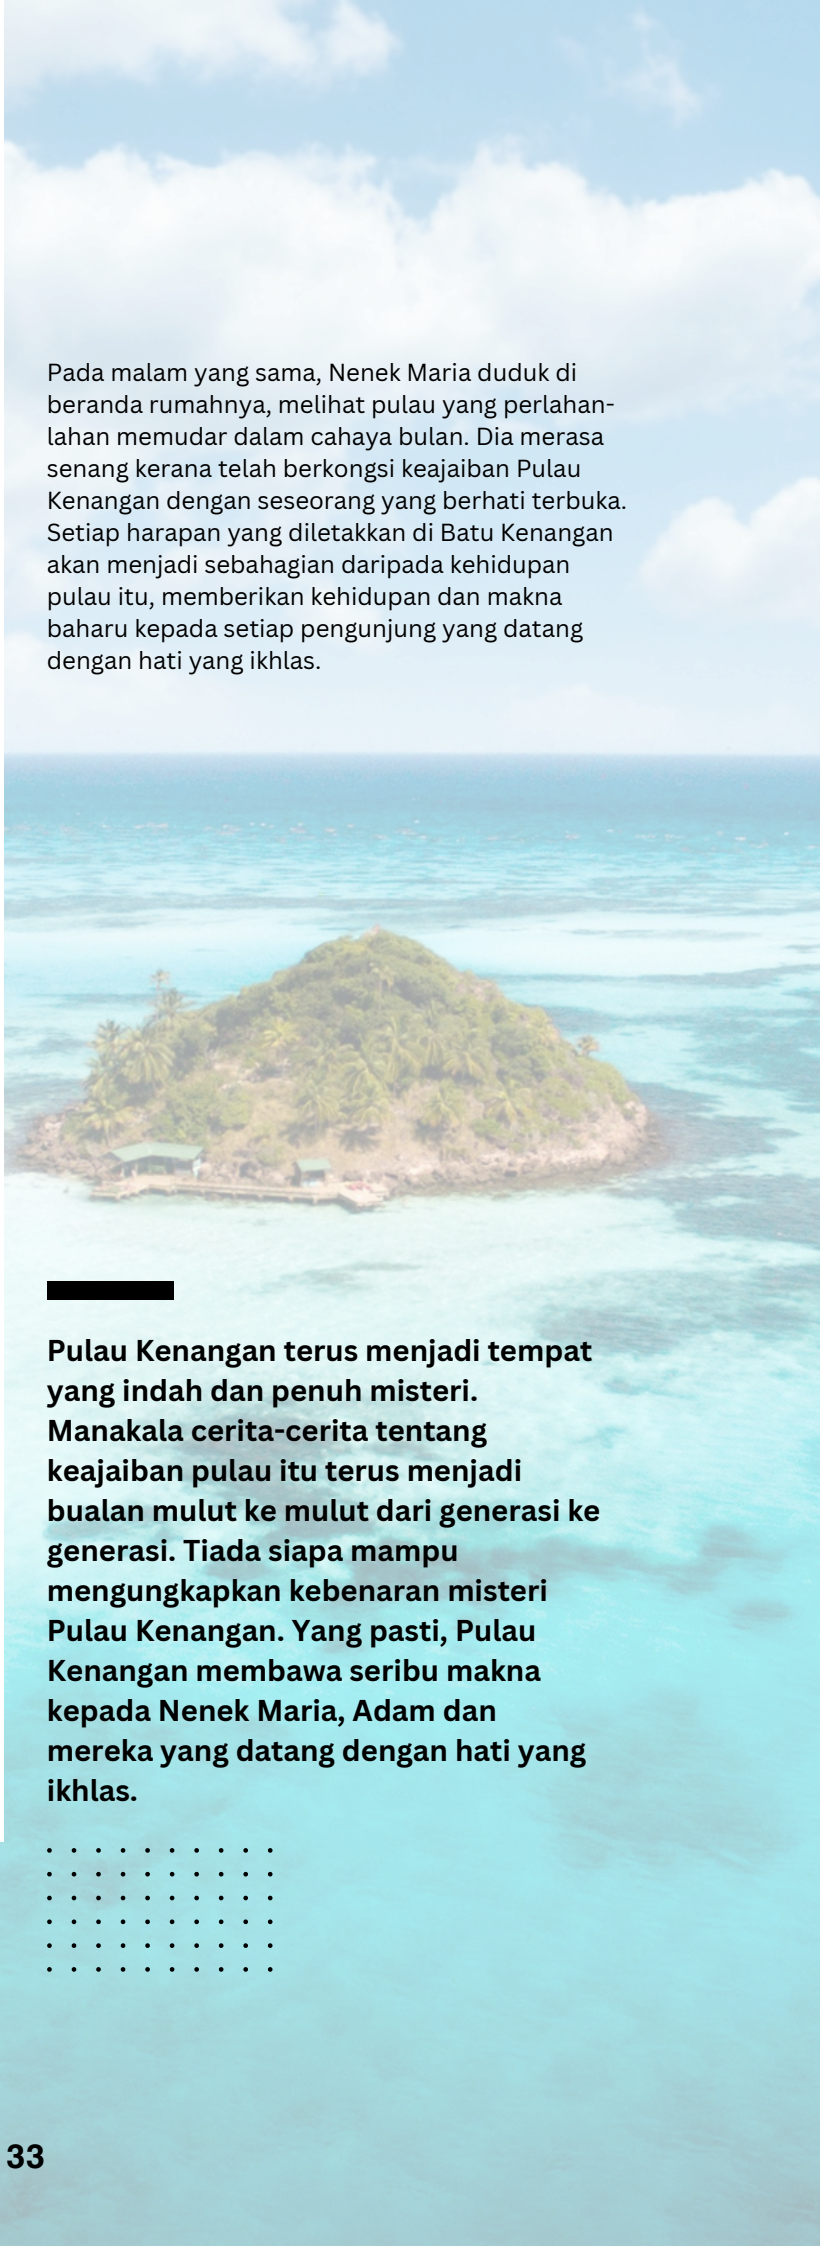 Pada malam yang sama, Nenek Maria duduk di
beranda rumahnya, melihat pulau yang perlahan-
lahan memudar dalam cahaya bulan. Dia merasa
senang kerana telah berkongsi keajaiban Pulau
Kenangan dengan seseorang yang berhati terbuka.
Setiap harapan yang diletakkan di Batu Kenangan
akan menjadi sebahagian daripada kehidupan
pulau itu, memberikan kehidupan dan makna
baharu kepada setiap pengunjung yang datang
dengan hati yang ikhlas.
Pulau Kenangan terus menjadi tempat
yang indah dan penuh misteri.
Manakala cerita-cerita tentang
keajaiban pulau itu terus menjadi
bualan mulut ke mulut dari generasi ke
generasi. Tiada siapa mampu
mengungkapkan kebenaran misteri
Pulau Kenangan. Yang pasti, Pulau
Kenangan membawa seribu makna
kepada Nenek Maria, Adam dan
mereka yang datang dengan hati yang
ikhlas.
33